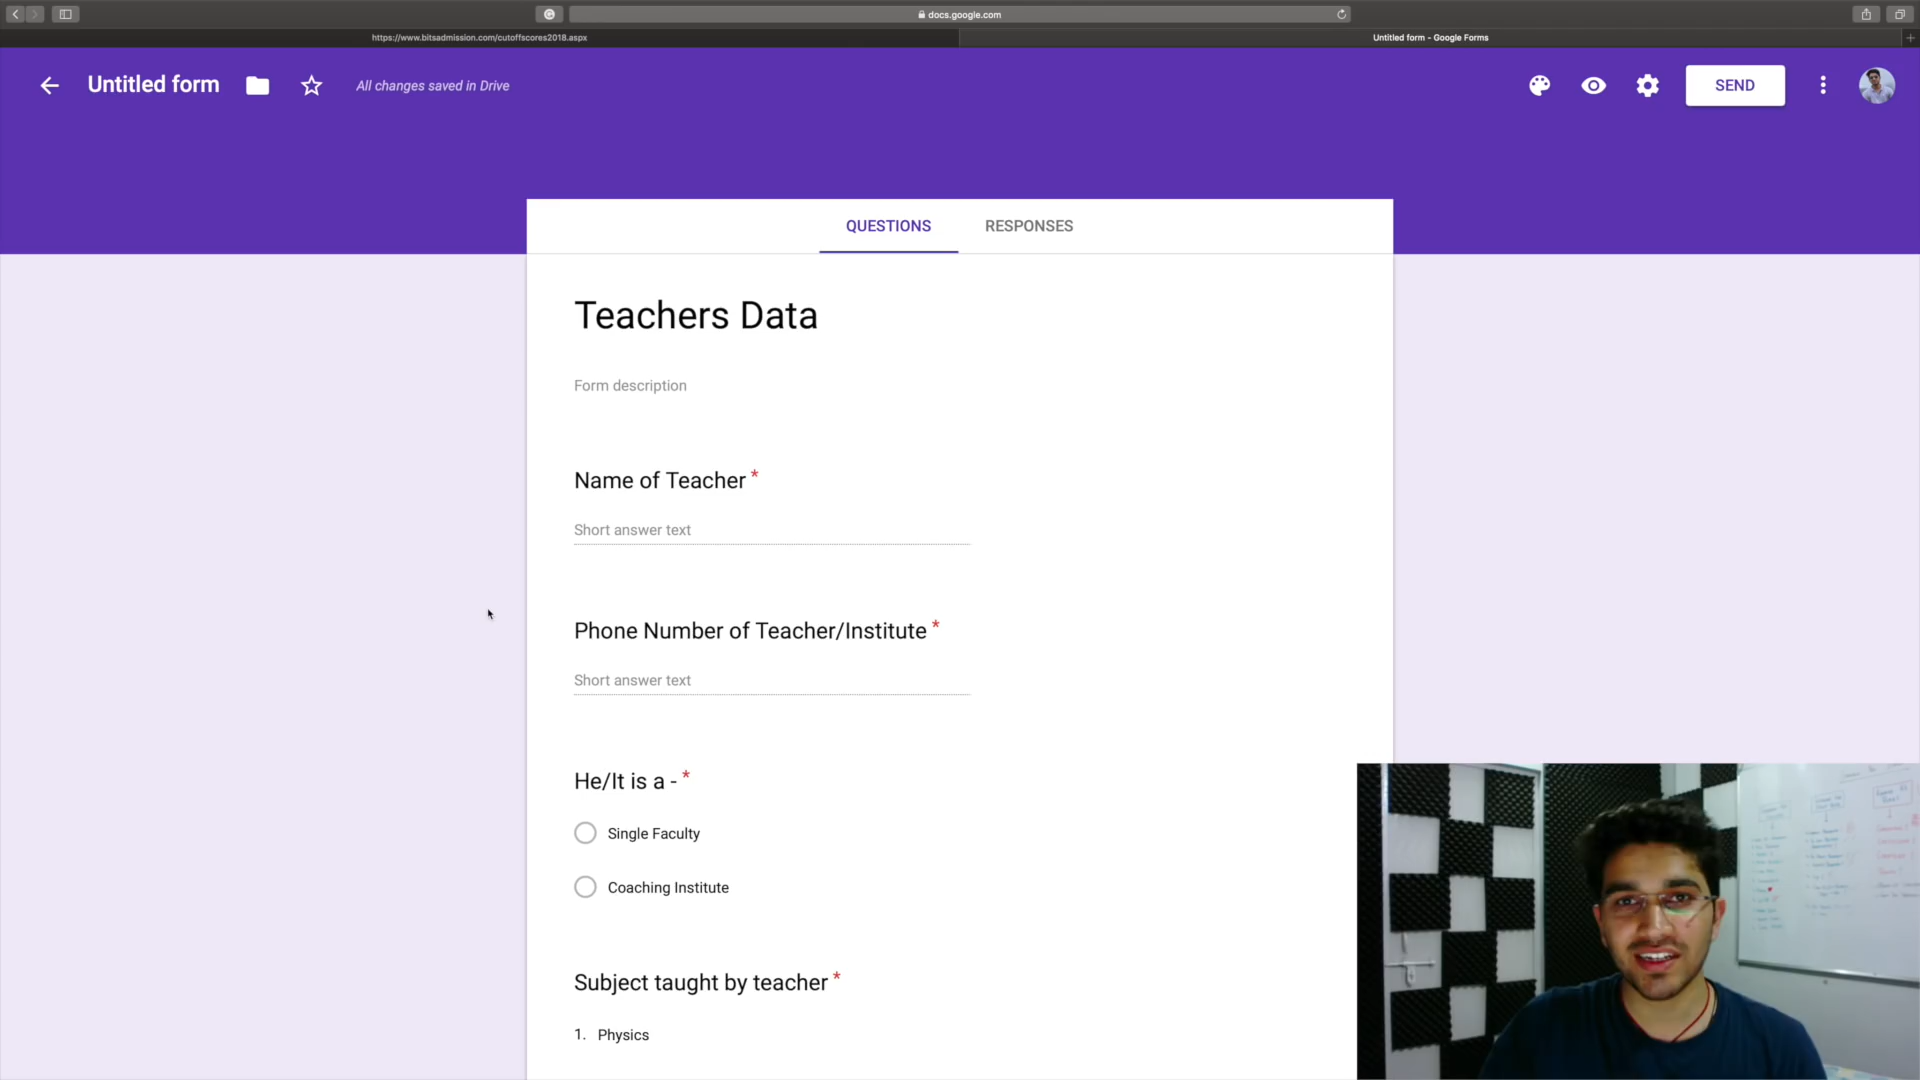 docs.google.com
https://www.bitsadmission.com/cutoffscores2018.aspx
Untitled form - Google Forms
Untitled form
All changes saved in Drive
SEND
QUESTIONS
RESPONSES
Teachers Data
Form description
Name of Teacher *
Short answer text
Phone Number of Teacher/Institute *
Short answer text
He/It is a - *
Single Faculty
Coaching Institute
Subject taught by teacher *
1. Physics